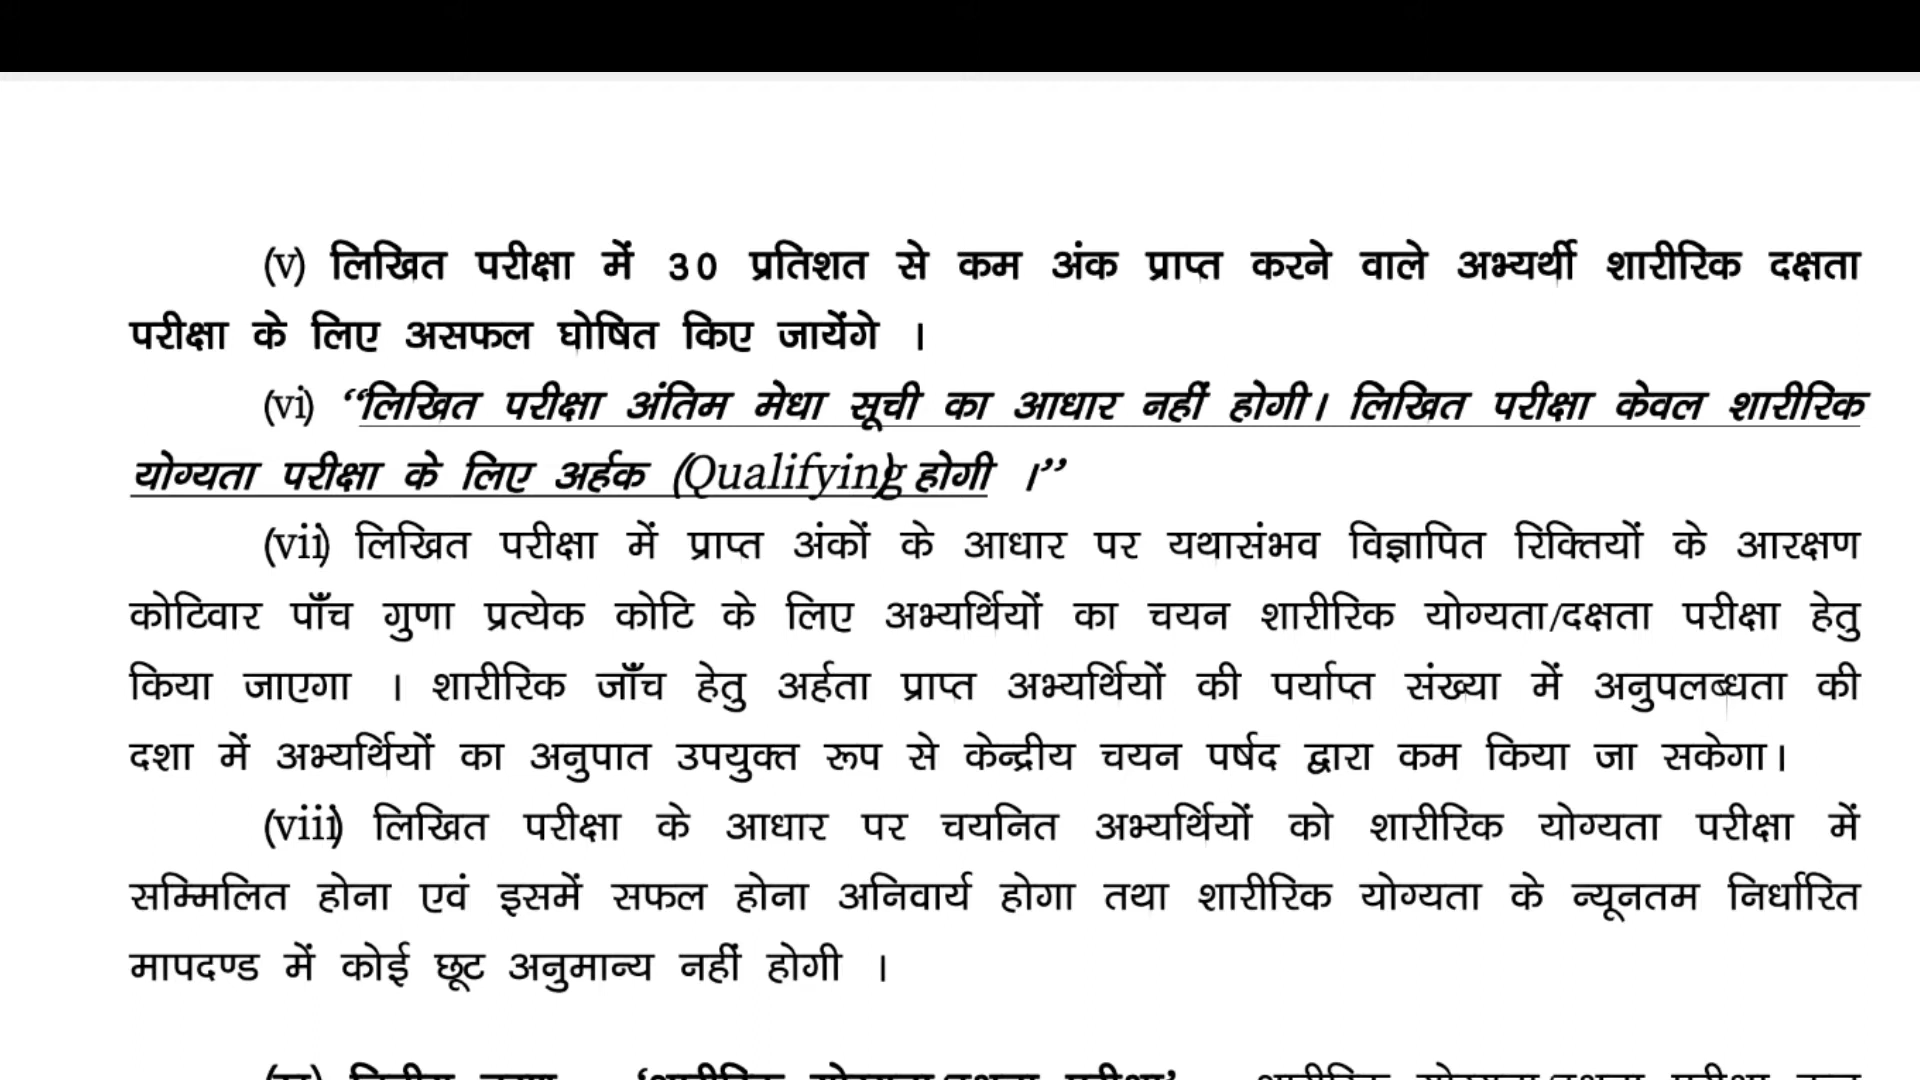 (v) लिखित परीक्षा में 30 प्रतिशत से कम अंक प्राप्त करने वाले अभ्यर्थी शारीरिक दक्षता
परीक्षा के लिए असफल घोषित किए जायेंगे ।
(vi) “लिखित परीक्षा अंतिम मेधा सूची का आधार नहीं होगी। लिखित परीक्षा केवल शारीरिक
योग्यता परीक्षा के लिए अर्हक (Qualifying) होगी ।”
(vii) लिखित परीक्षा में प्राप्त अंकों के आधार पर यथासंभव विज्ञापित रिक्तियों के आरक्षण
कोटिवार पाँच गुणा प्रत्येक कोटि के लिए अभ्यर्थियों का चयन शारीरिक योग्यता/दक्षता परीक्षा हेतु
किया जाएगा । शारीरिक जाँच हेतु अर्हता प्राप्त अभ्यर्थियों की पर्याप्त संख्या में अनुपलब्धता की
दशा में अभ्यर्थियों का अनुपात उपयुक्त रूप से केन्द्रीय चयन पर्षद द्वारा कम किया जा सकेगा।
(viii) लिखित परीक्षा के आधार पर चयनित अभ्यर्थियों को शारीरिक योग्यता परीक्षा में
सम्मिलित होना एवं इसमें सफल होना अनिवार्य होगा तथा शारीरिक योग्यता के न्यूनतम निर्धारित
मापदण्ड में कोई छूट अनुमान्य नहीं होगी ।